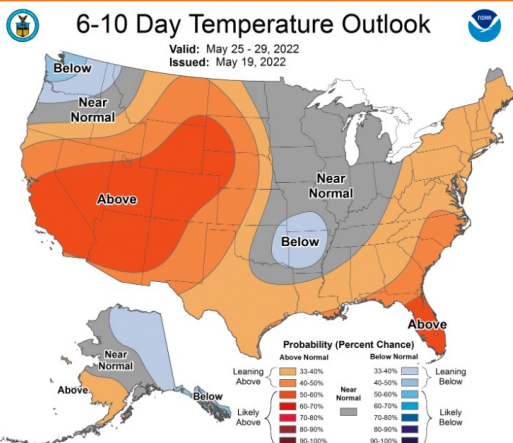 6-10 Day Temperature Outlook
Valid: May 25 - 29, 2022
Issued: May 19, 2022
noaa
Below
Near
Normal
Above
Near
Normal
Below
Above
Near
Normal
Above
Below
Probability (Percent Chance)
Above Normal
Below Normal
Leaning
Above
33-40%
40-50%
Likely
Above
50-60%
60-70%
70-80%
80-90%
90-100%
Near
Normal
33-40%
40-50%
Leaning
Below
50-60%
60-70%
70-80%
80-90%
90-100%
Likely
Below